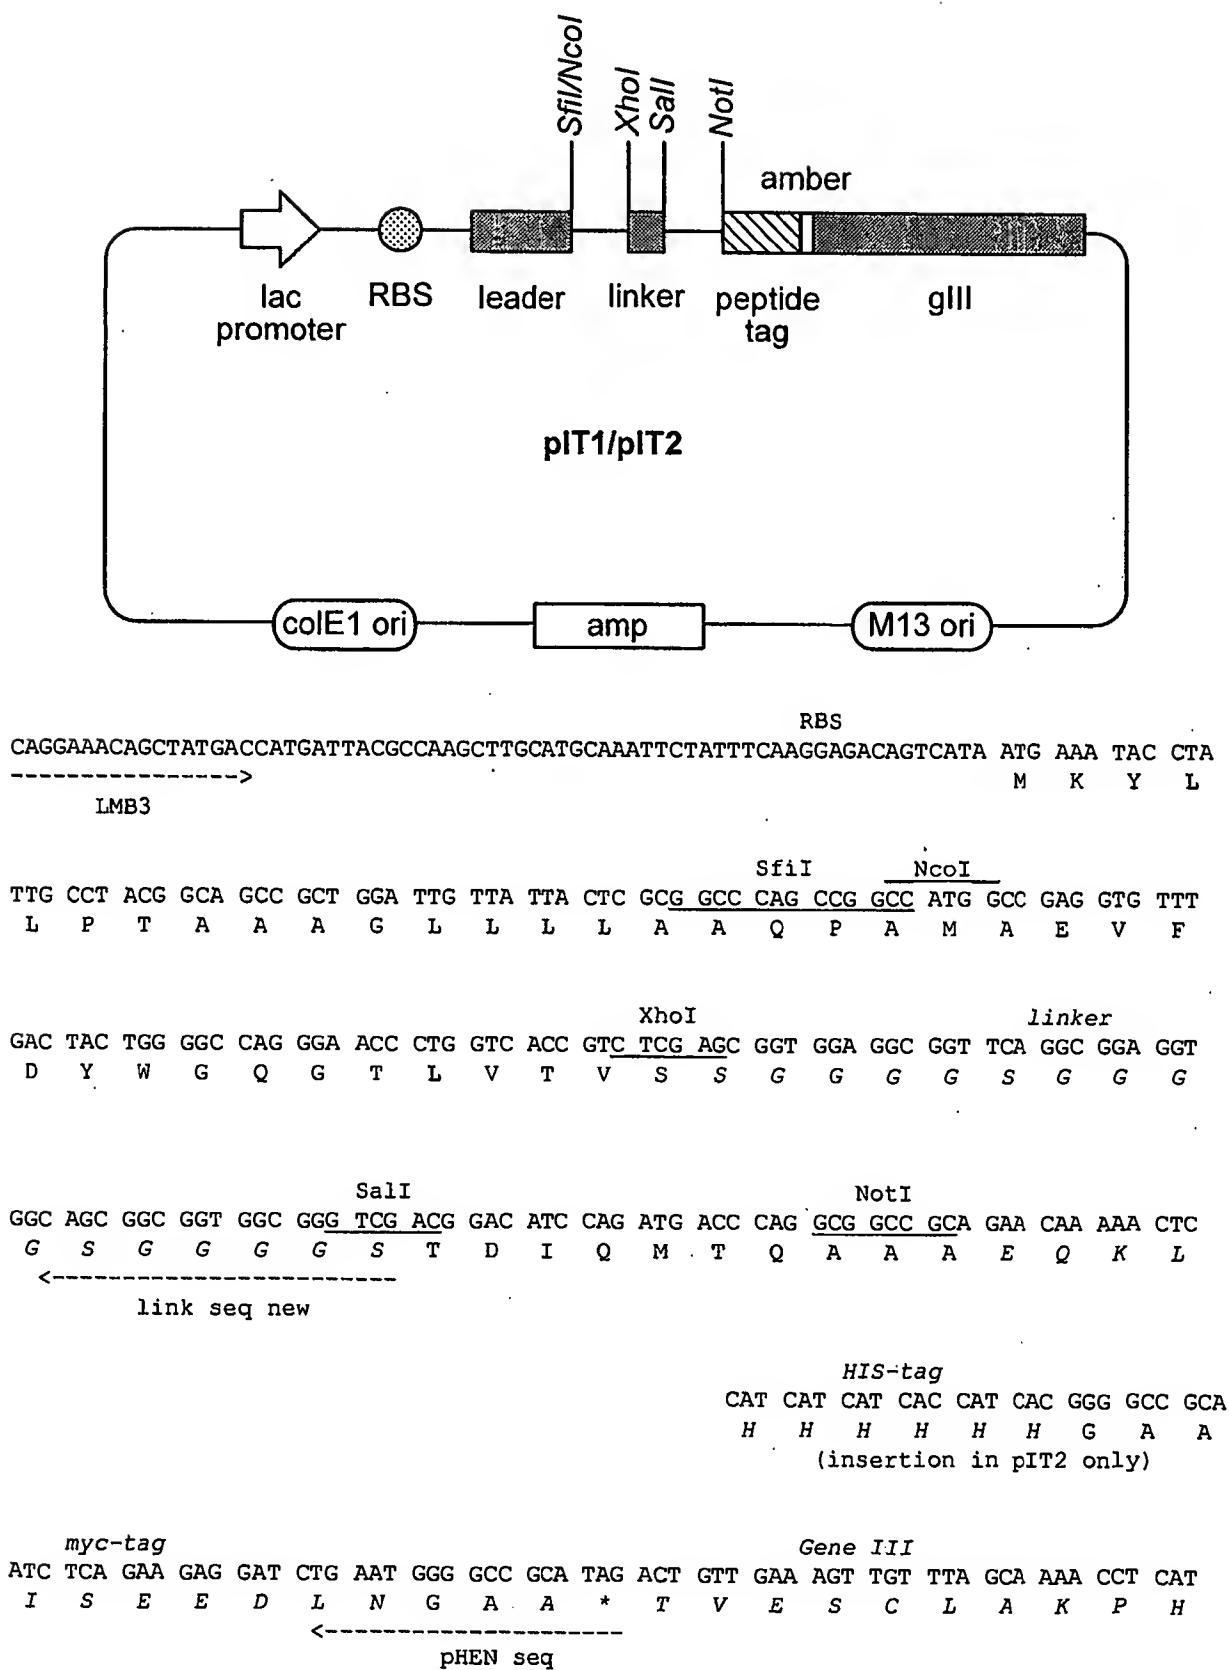 SfiI/NcoI
XhoI
SalI
NotI
amber
lac promoter
RBS
leader
linker
peptide tag
gIII
pIT1/pIT2
colE1 ori
amp
M13 ori
RBS
CAGGAAACAGCTATGACCATGATTACGCCAAGCTTGCATGCAAATTCTATTTCAAGGAGACAGTCATA ATG AAA TAC CTA
M K Y L
----------------->
LMB3
SfiI NcoI
TTG CCT ACG GCA GCC GCT GGA TTG TTA TTA CTC GCG GCC CAG CCG GCC ATG GCC GAG GTG TTT
L P T A A A G L L L L A A Q P A M A E V F
XhoI linker
GAC TAC TGG GGC CAG GGA ACC CTG GTC ACC GTC TCG AGC GGT GGA GGC GGT TCA GGC GGA GGT
D Y W G Q G T L V T V S S G G G G S G G G
SalI NotI
GGC AGC GGC GGT GGC GGG TCG ACG GAC ATC CAG ATG ACC CAG GCG GCC GCA GAA CAA AAA CTC
G S G G G G S T D I Q M T Q A A A E Q K L
<-------------------------
link seq new
HIS-tag
CAT CAT CAT CAC CAT CAC GGG GCC GCA
H H H H H H G A A
(insertion in pIT2 only)
myc-tag Gene III
ATC TCA GAA GAG GAT CTG AAT GGG GCC GCA TAG ACT GTT GAA AGT TGT TTA GCA AAA CCT CAT
I S E E D L N G A A * T V E S C L A K P H
<---------------------
pHEN seq